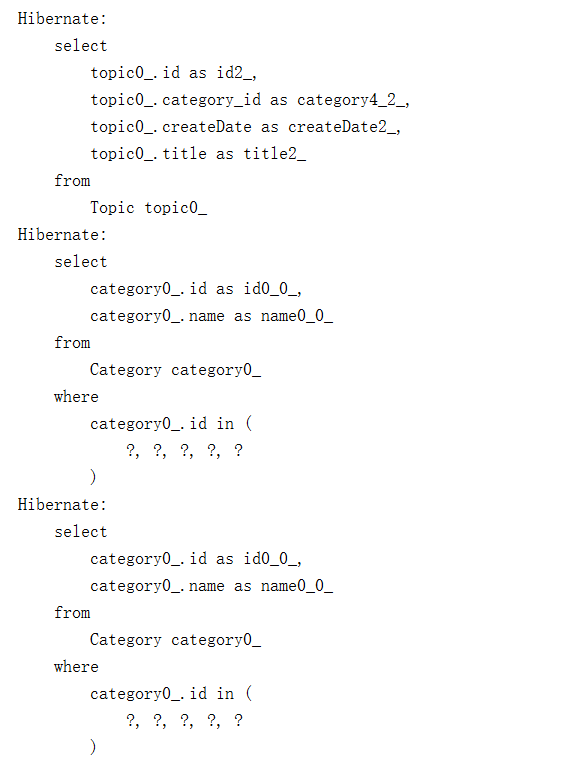 Hibernate:
    select
        topic0_.id as id2_,
        topic0_.category_id as category4_2_,
        topic0_.createDate as createDate2_,
        topic0_.title as title2_
    from
        Topic topic0_
Hibernate:
    select
        category0_.id as id0_0_,
        category0_.name as name0_0_
    from
        Category category0_
    where
        category0_.id in (
            ?, ?, ?, ?, ?
        )
Hibernate:
    select
        category0_.id as id0_0_,
        category0_.name as name0_0_
    from
        Category category0_
    where
        category0_.id in (
            ?, ?, ?, ?, ?
        )